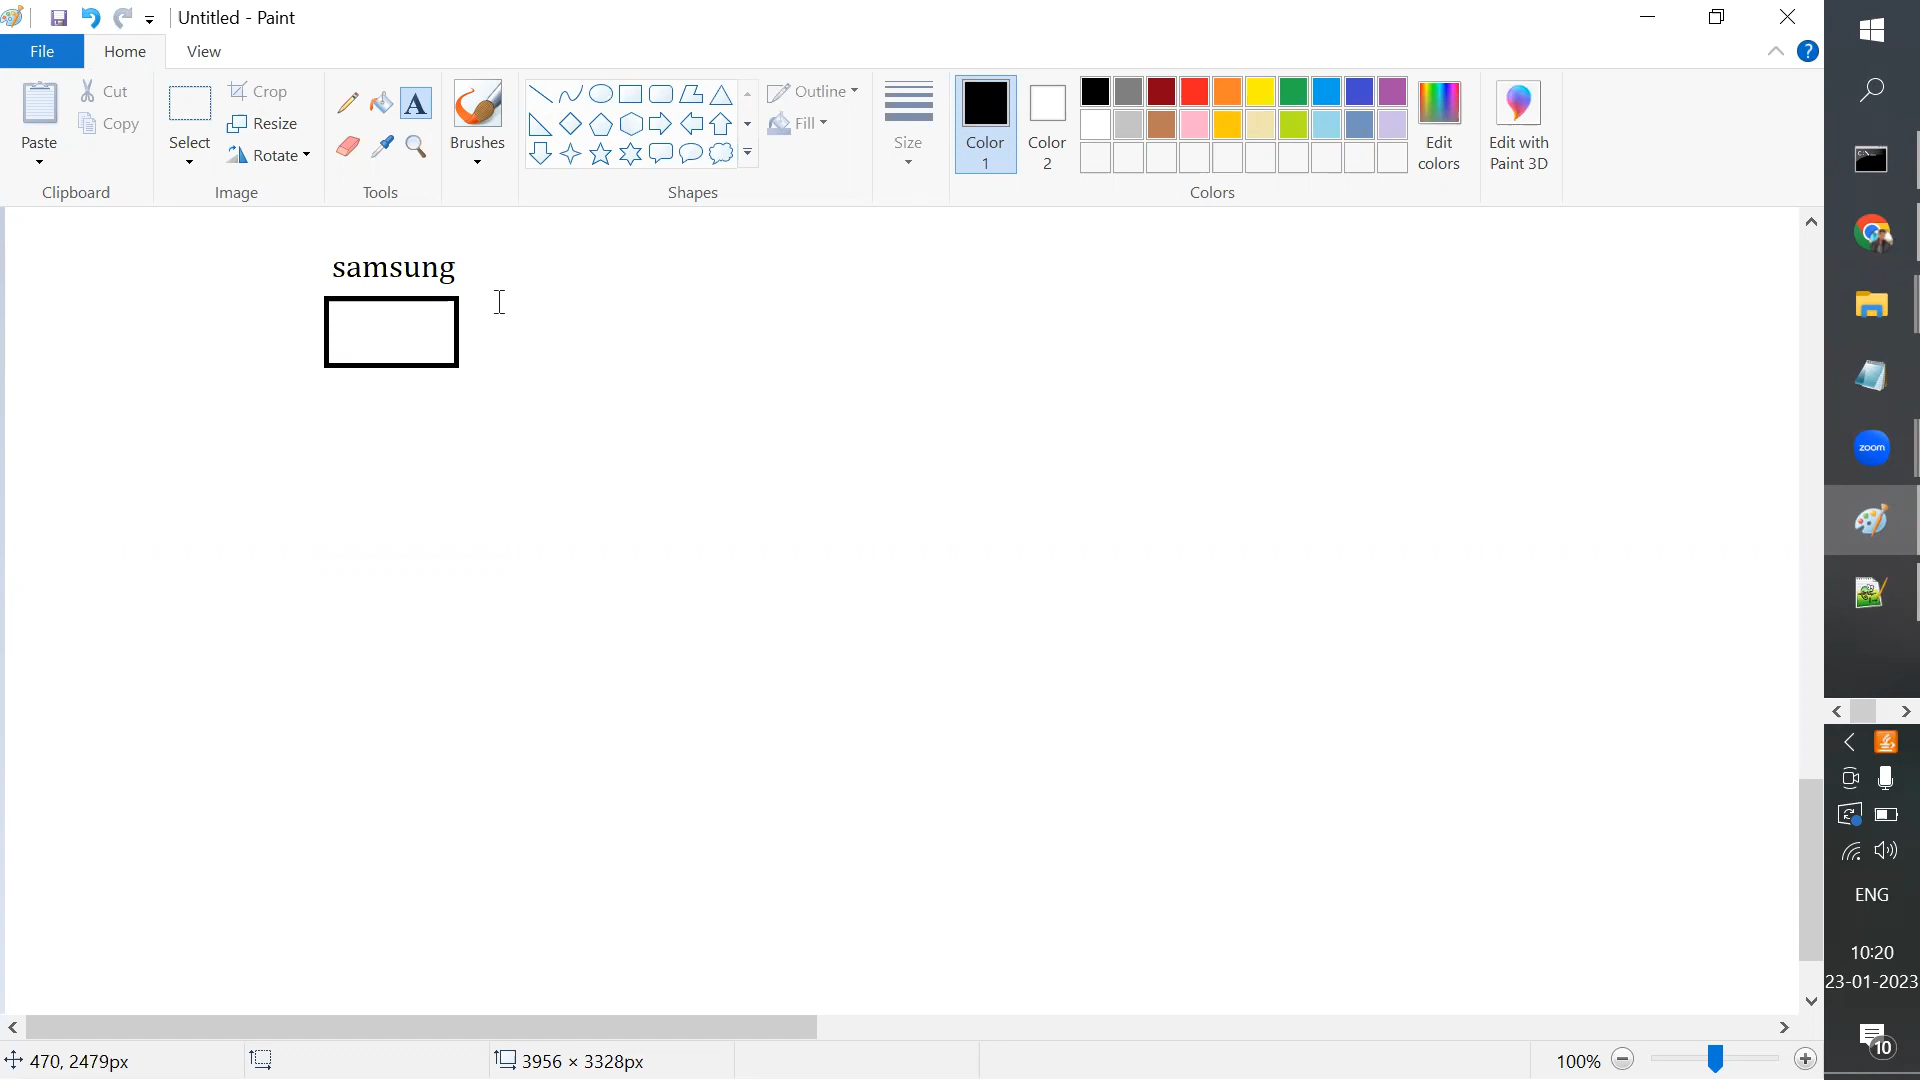 Untitled - Paint
File
Home
View
Paste
Cut
Copy
Clipboard
Select
Crop
Resize
Rotate
Image
A
Tools
Brushes
Shapes
Outline
Fill
Size
Color
1
Color
2
Colors
Edit
colors
Edit with
Paint 3D
?
samsung
zoom
ENG
10:20
23-01-2023
10
470, 2479px
3956 × 3328px
100%